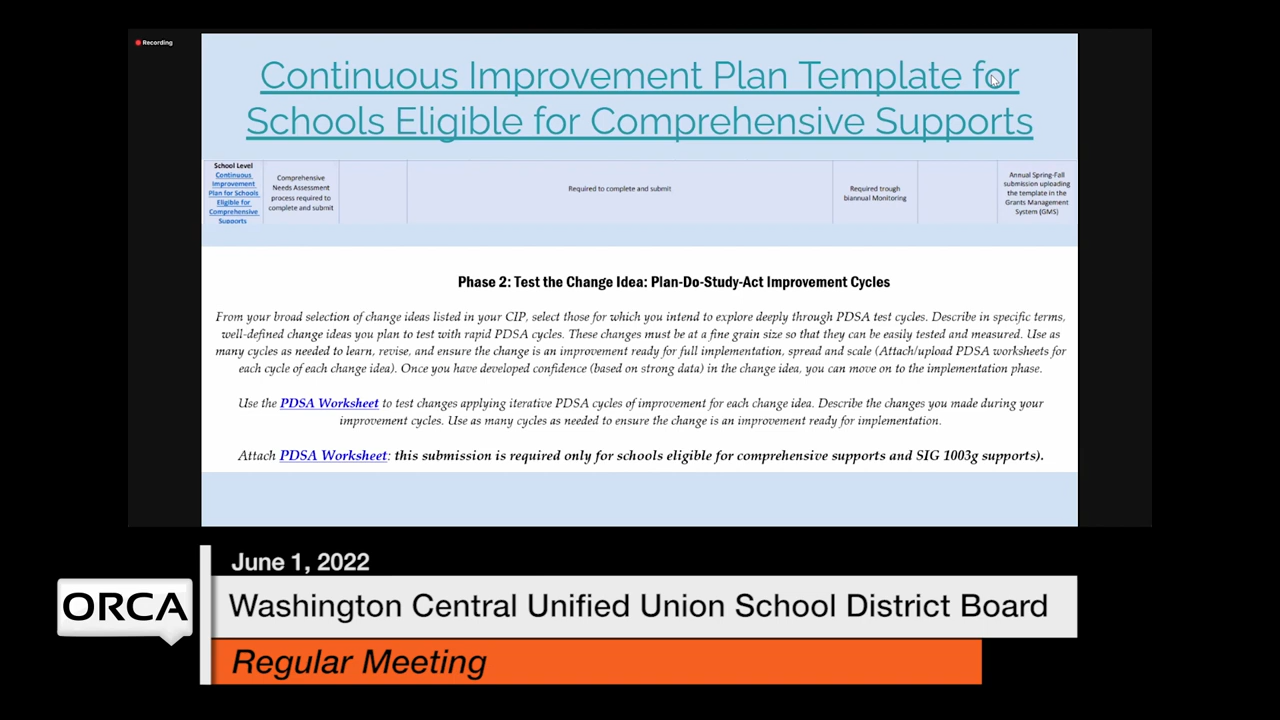 Recording
Continuous Improvement Plan Template for
Schools Eligible for Comprehensive Supports
School Level
Continuous
Improvement
Plan for Schools
Eligible for
Comprehensive
Supports
Comprehensive
Needs Assessment
process required to
complete and submit
Required to complete and submit
Required trough
biannual Monitoring
Annual Spring-Fall
submission uploading
the template in the
Grants Management
System (GMS)
Phase 2: Test the Change Idea: Plan-Do-Study-Act Improvement Cycles
From your broad selection of change ideas listed in your CIP, select those for which you intend to explore deeply through PDSA test cycles. Describe in specific terms,
well-defined change ideas you plan to test with rapid PDSA cycles. These changes must be at a fine grain size so that they can be easily tested and measured. Use as
many cycles as needed to learn, revise, and ensure the change is an improvement ready for full implementation, spread and scale (Attach/upload PDSA worksheets for
each cycle of each change idea). Once you have developed confidence (based on strong data) in the change idea, you can move on to the implementation phase.
Use the PDSA Worksheet to test changes applying iterative PDSA cycles of improvement for each change idea. Describe the changes you made during your
improvement cycles. Use as many cycles as needed to ensure the change is an improvement ready for implementation.
Attach PDSA Worksheet: this submission is required only for schools eligible for comprehensive supports and SIG 1003g supports).
June 1, 2022
ORCA
Washington Central Unified Union School District Board
Regular Meeting